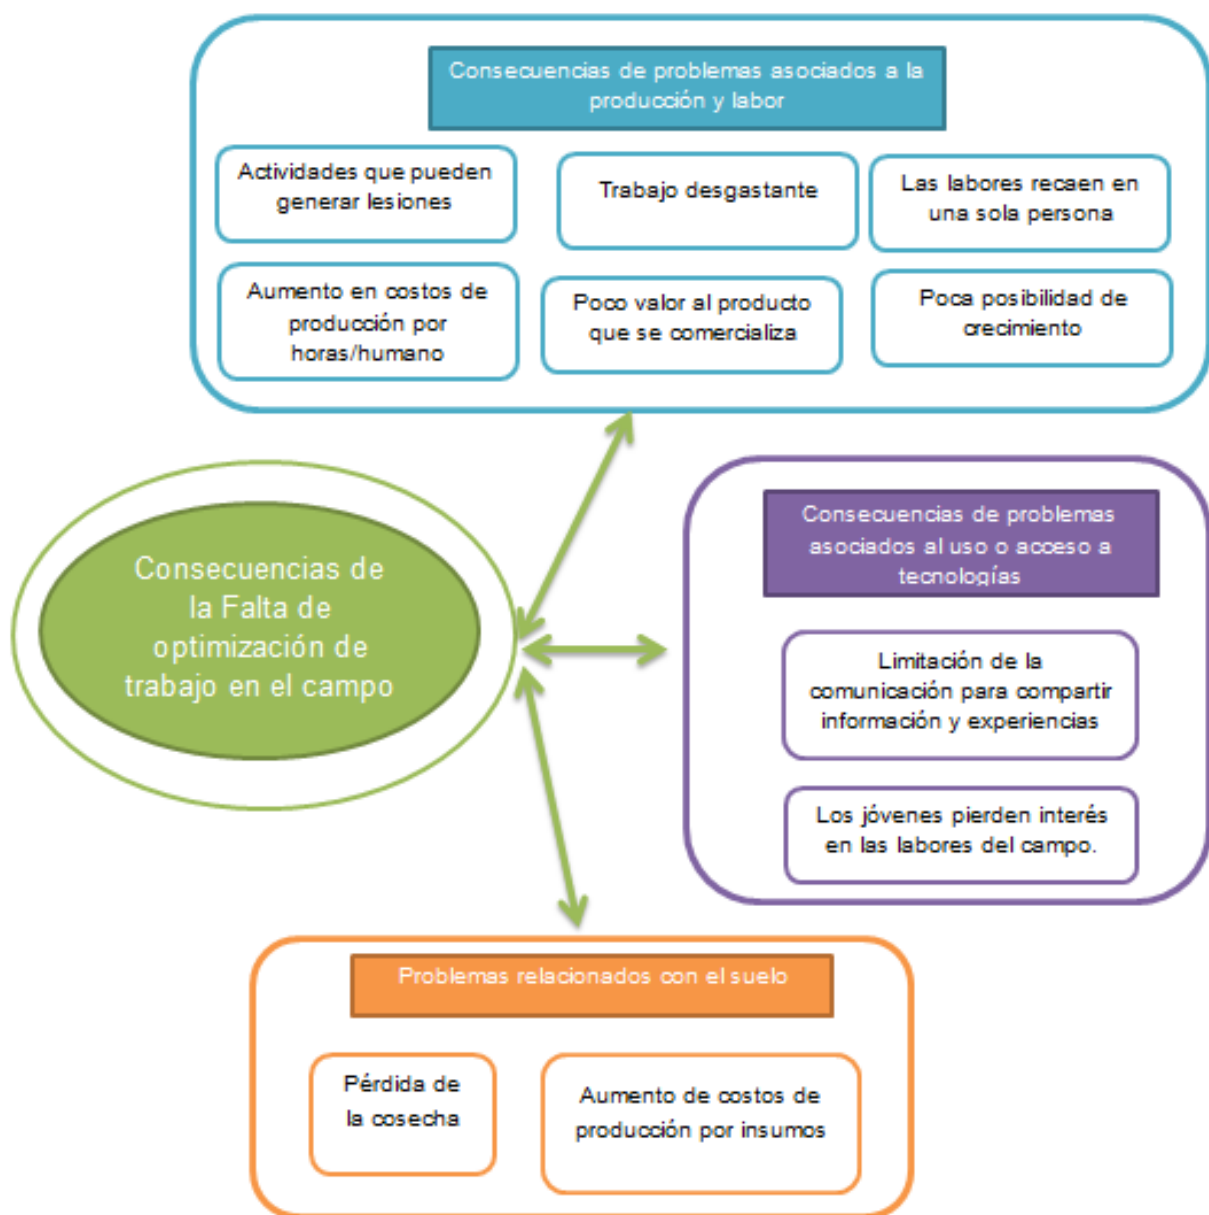 Consecuencias de problemas asociados a la
producción y labor
Actividades que pueden
generar lesiones
Trabajo desgastante
Las labores recaen en
una sola persona
Aumento en costos de
producción por
horas/humano
Poco valor al producto
que se comercializa
Poca posibilidad de
crecimiento
Consecuencias de
la Falta de
optimización de
trabajo en el campo
Consecuencias de problemas
asociados al uso o acceso a
tecnologías
Limitación de la
comunicación para compartir
información y experiencias
Los jóvenes pierden interés
en las labores del campo.
Problemas relacionados con el suelo
Pérdida de
la cosecha
Aumento de costos de
producción por insumos